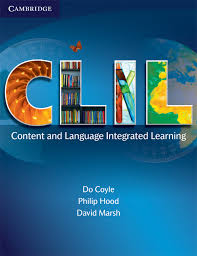 CAMBRIDGE
CLIL
Content and Language Integrated Learning
Do Coyle
Philip Hood
David Marsh